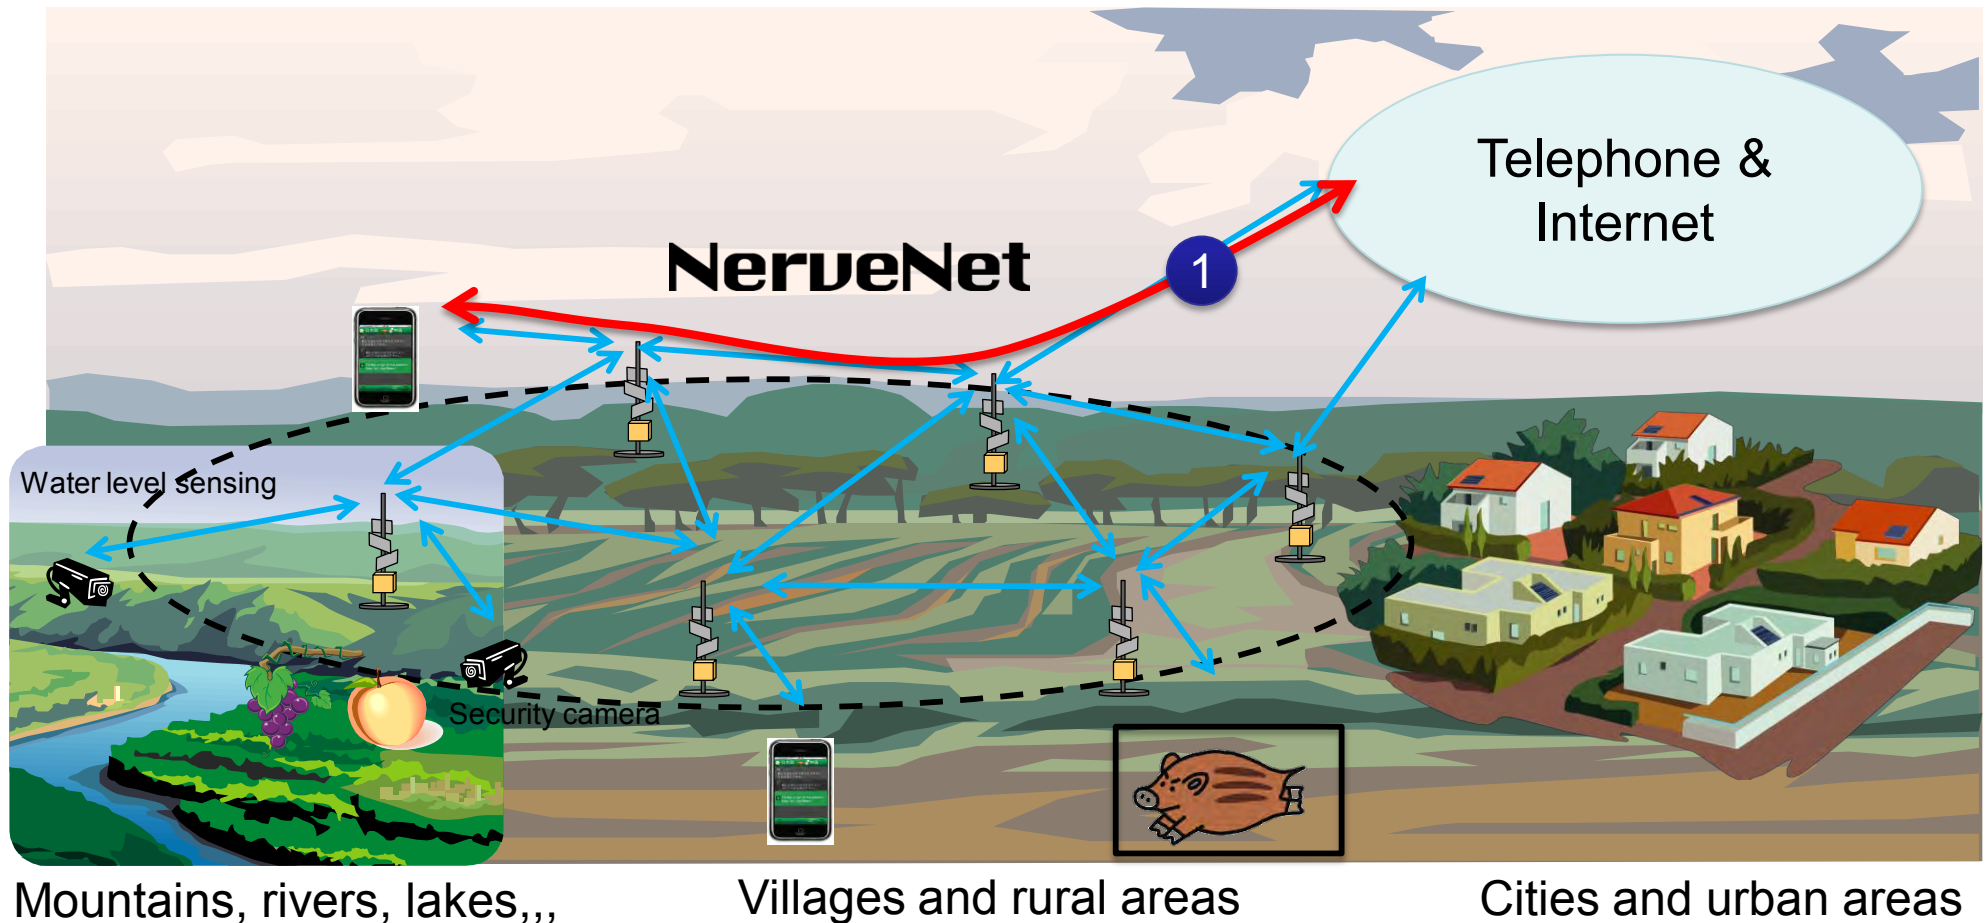 Telephone &
Internet
NerveNet
1
Water level sensing
Security camera
Mountains, rivers, lakes,,,
Villages and rural areas
Cities and urban areas